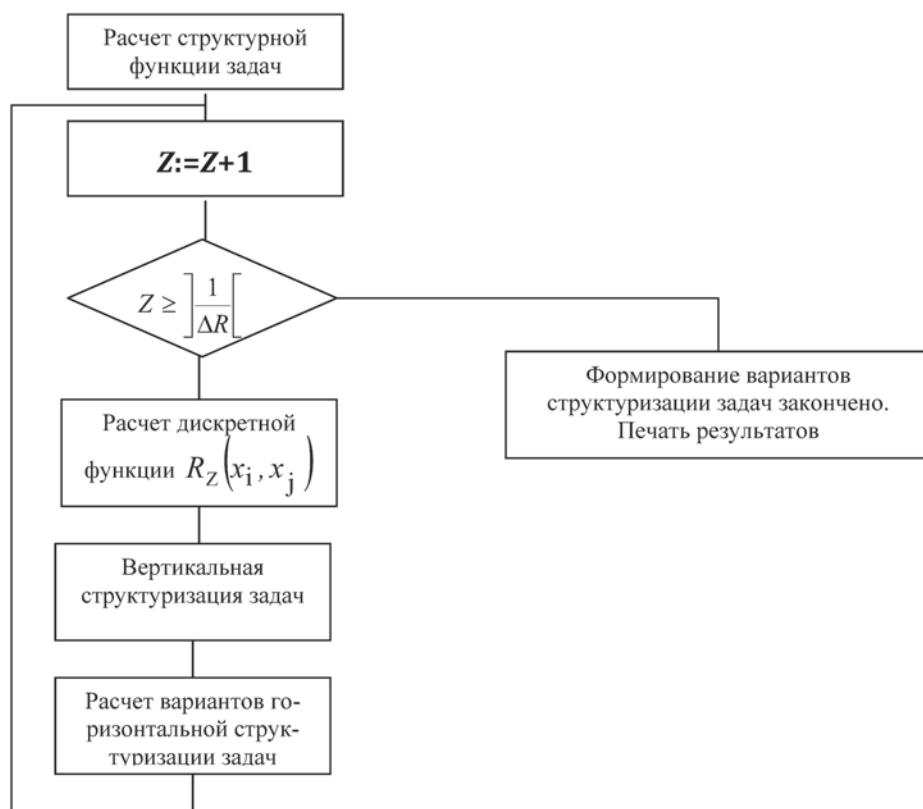 Расчет структурной
функции задач
Z:=Z+1
Z ≥ ]1/ΔR[
Формирование вариантов
структуризации задач закончено.
Печать результатов
Расчет дискретной
функции R_Z(x_i, x_j)
Вертикальная
структуризация задач
Расчет вариантов го-
ризонтальной струк-
туризации задач